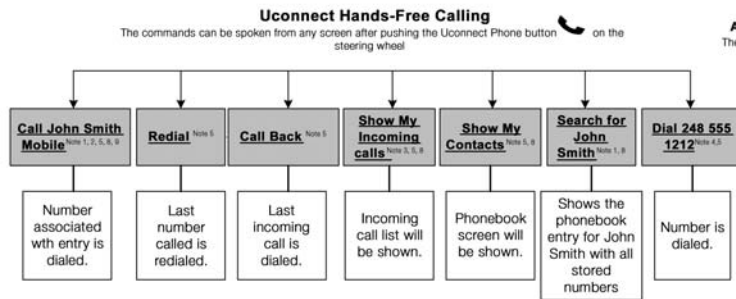 Uconnect Hands-Free Calling
The commands can be spoken from any screen after pushing the Uconnect Phone button on the
steering wheel
Call John Smith
Mobile Note 1, 2, 5, 8, 9
Redial Note 5
Call Back Note 5
Show My
Incoming
calls Note 3, 5, 8
Show My
Contacts Note 5, 8
Search for
John
Smith Note 1, 8
Dial 248 555
1212 Note 4,5
Number
associated
wth entry is
dialed.
Last
number
called is
redialed.
Last
incoming
call is
dialed.
Incoming
call list will
be shown.
Phonebook
screen will
be shown.
Shows the
phonebook
entry for John
Smith with all
stored
numbers
Number is
dialed.